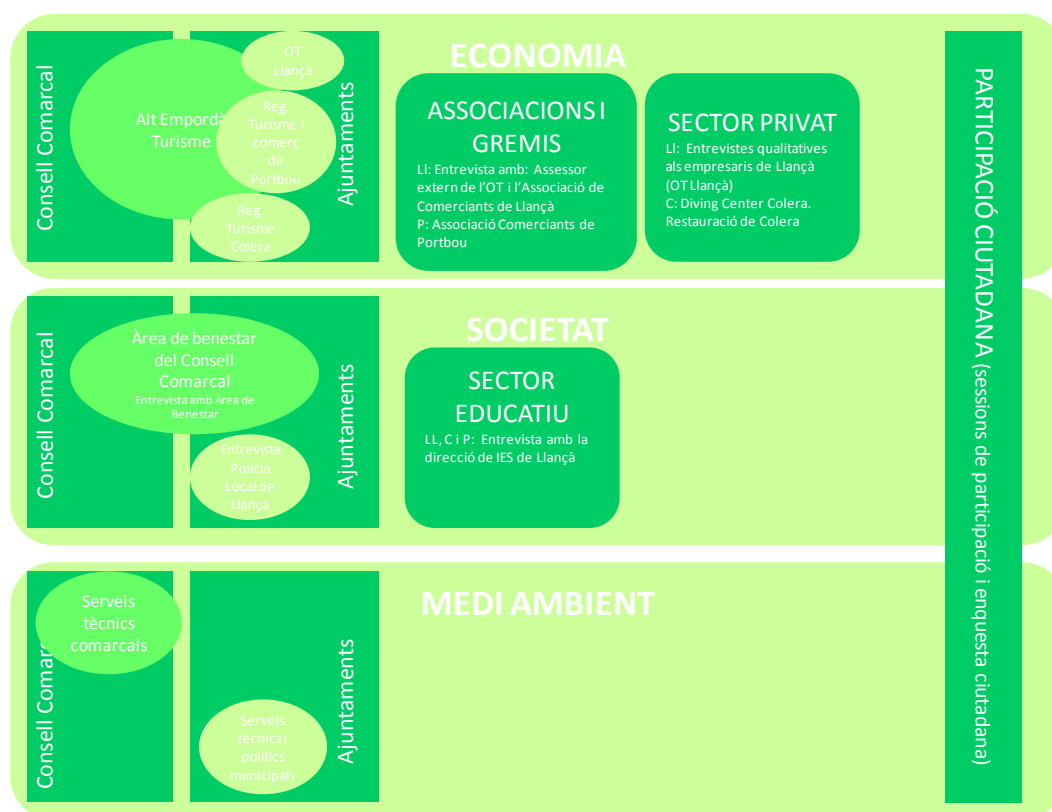 ECONOMIA
Consell Comarcal
Alt Empordà
Turisme
OT
Llançà
Reg.
Turisme i
comerç
de
Portbou
Reg.
Turisme
Colera
Ajuntaments
ASSOCIACIONS I
GREMIS
Ll: Entrevista amb: Assessor
extern de l'OT i l'Associació de
Comerciants de Llançà
P: Associació Comerciants de
Portbou
SECTOR PRIVAT
Ll: Entrevistes qualitatives
als empresaris de Llançà
(OT Llançà)
C: Diving Center Colera.
Restauració de Colera
PARTICIPACIÓ CIUTADANA (sessions de participació i enquesta ciutadana)
SOCIETAT
Consell Comarcal
Àrea de benestar
del Consell
Comarcal
Entrevista amb Àrea de
Benestar
Entrevista
Policia
Local de
Llançà
Ajuntaments
SECTOR
EDUCATIU
LL, C i P: Entrevista amb la
direcció de IES de Llançà
MEDI AMBIENT
Consell Comarc
Serveis
tècnics
comarcals
Serveis
tècnics i
polítics
municipals
Ajuntaments